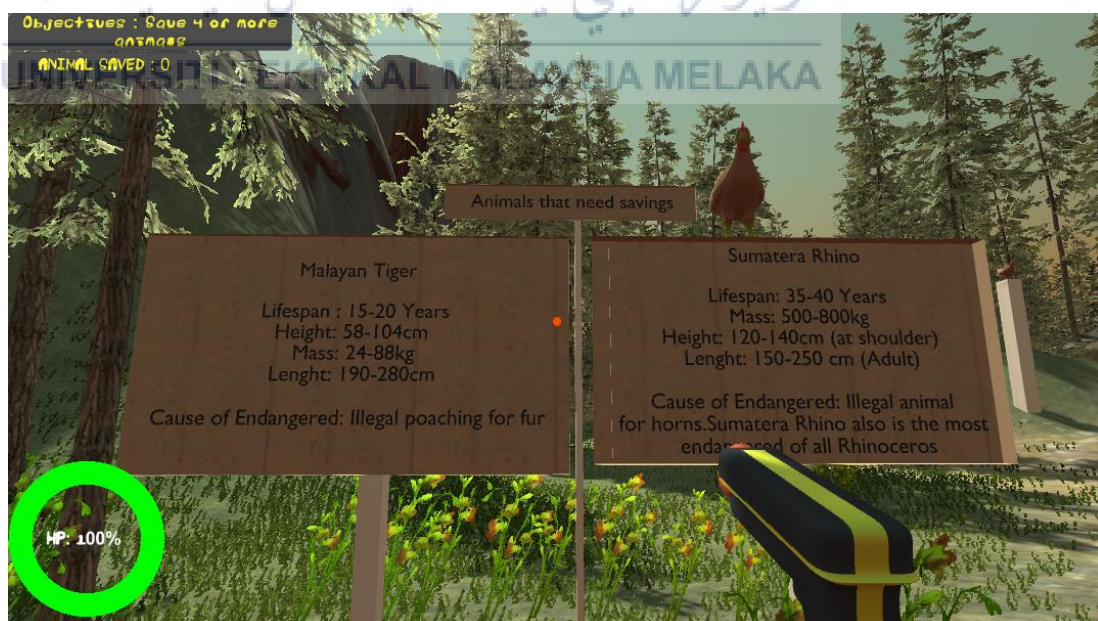 Objectives : Save 4 or more
animals
ANIMAL SAVED : 0
UNIVERSITI TEKNIKAL MALAYSIA MELAKA
Animals that need savings
Malayan Tiger
Lifespan : 15-20 Years
Height: 58-104cm
Mass: 24-88kg
Lenght: 190-280cm
Cause of Endangered: Illegal poaching for fur
Sumatera Rhino
Lifespan: 35-40 Years
Mass: 500-800kg
Height: 120-140cm (at shoulder)
Lenght: 150-250 cm (Adult)
Cause of Endangered: Illegal animal
for horns.Sumatera Rhino also is the most
endangered of all Rhinoceros
HP: 100%